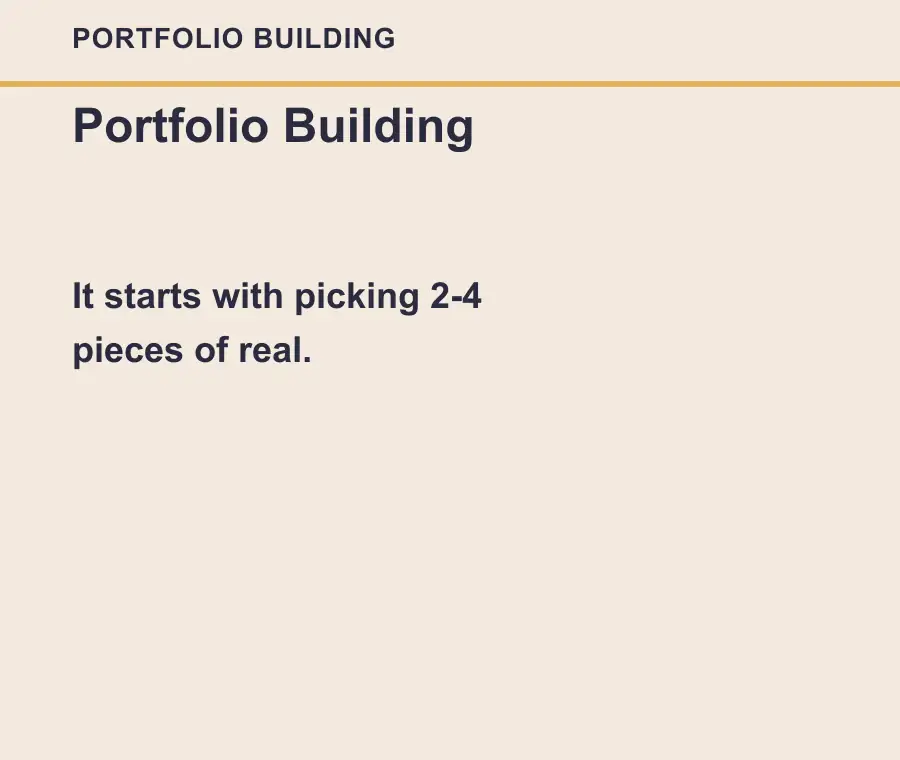 PORTFOLIO BUILDING
Portfolio Building
It starts with picking 2-4
pieces of real.